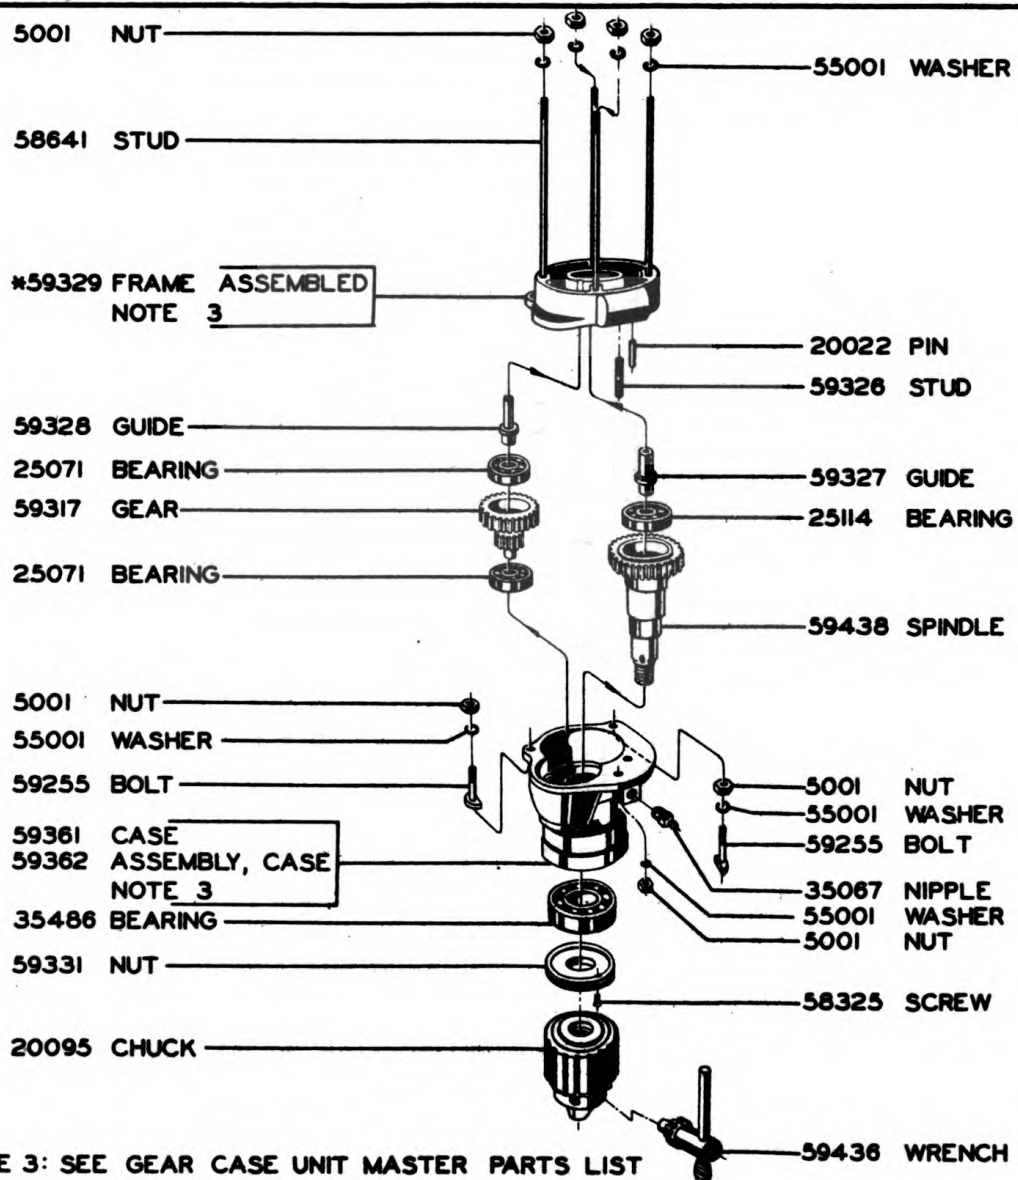 5001 NUT
55001 WASHER
58641 STUD
*59329 FRAME ASSEMBLED
NOTE 3
20022 PIN
59326 STUD
59328 GUIDE
25071 BEARING
59327 GUIDE
59317 GEAR
25114 BEARING
25071 BEARING
59438 SPINDLE
5001 NUT
55001 WASHER
59255 BOLT
5001 NUT
55001 WASHER
59255 BOLT
59361 CASE
59362 ASSEMBLY, CASE
NOTE 3
35067 NIPPLE
55001 WASHER
5001 NUT
35486 BEARING
59331 NUT
58325 SCREW
20095 CHUCK
59436 WRENCH
E 3: SEE GEAR CASE UNIT MASTER PARTS LIST